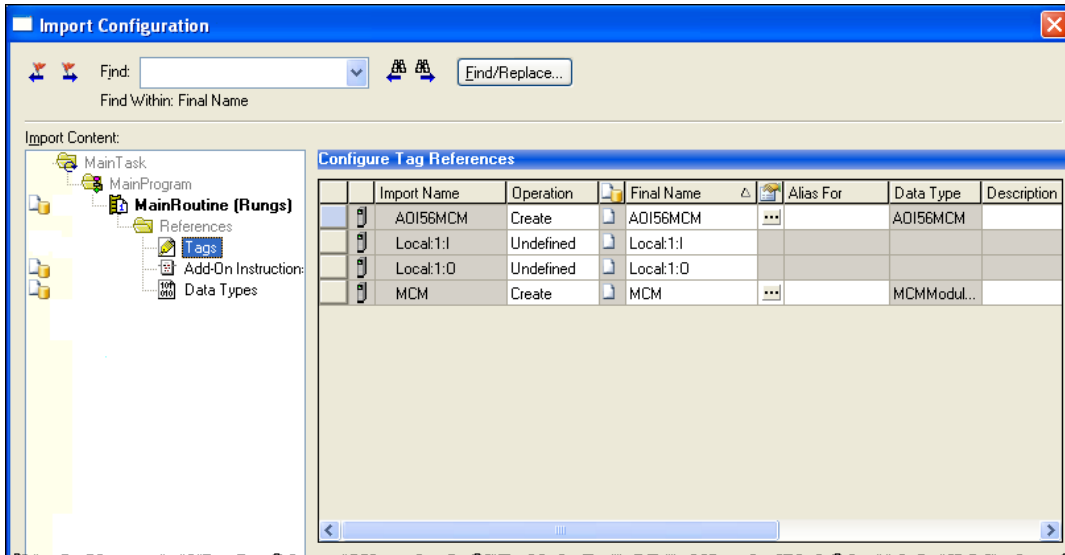 Import Configuration
Find:
Find/Replace...
Find Within: Final Name
Import Content:
MainTask
MainProgram
MainRoutine (Rungs)
References
Tags
Add-On Instruction:
Data Types
Configure Tag References
Import Name Operation Final Name Alias For Data Type Description
AOI56MCM Create AOI56MCM ... AOI56MCM
Local:1:I Undefined Local:1:I
Local:1:O Undefined Local:1:O
MCM Create MCM ... MCMModul...